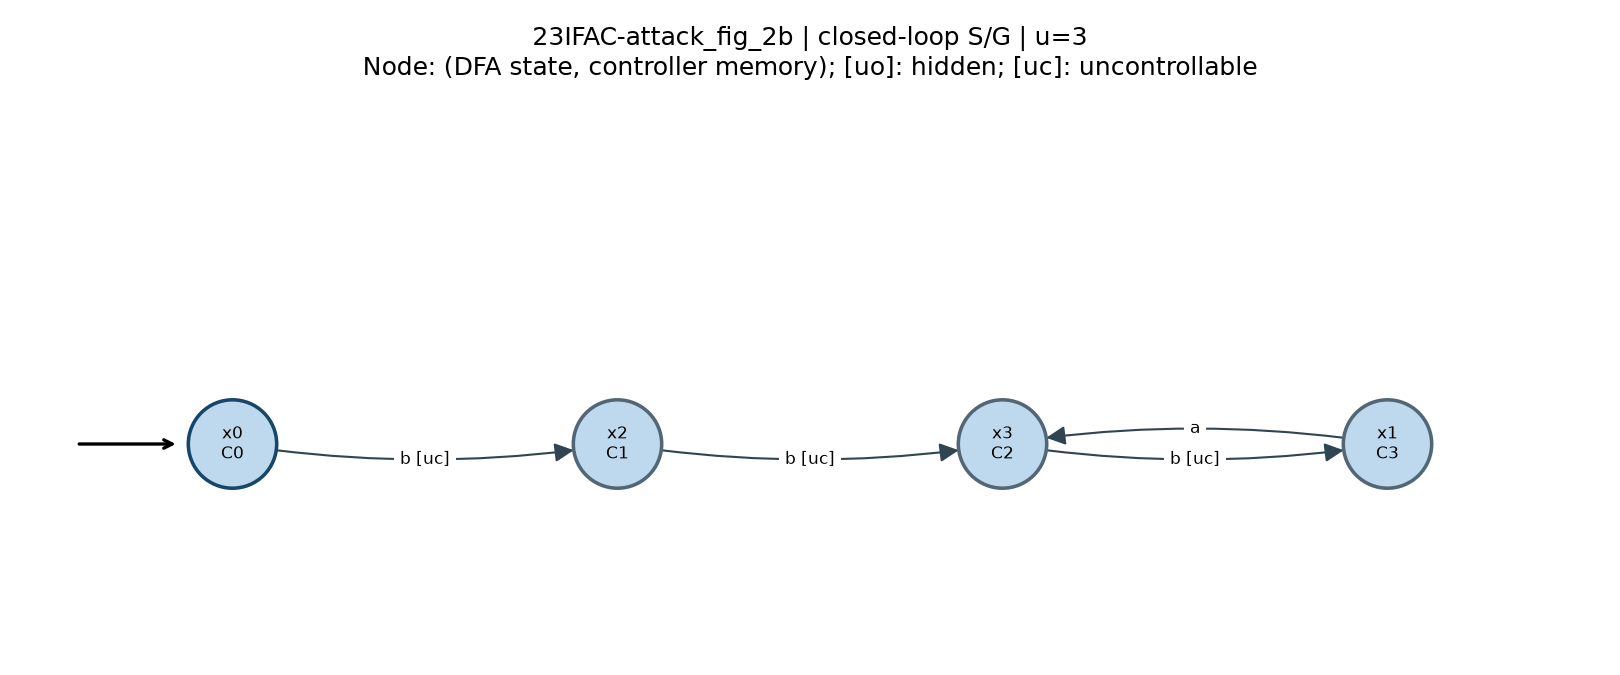 23IFAC-attack_fig_2b | closed-loop S/G | u=3
Node: (DFA state, controller memory); [uo]: hidden; [uc]: uncontrollable
x0
C0
b [uc]
x2
C1
b [uc]
x3
C2
a
b [uc]
x1
C3